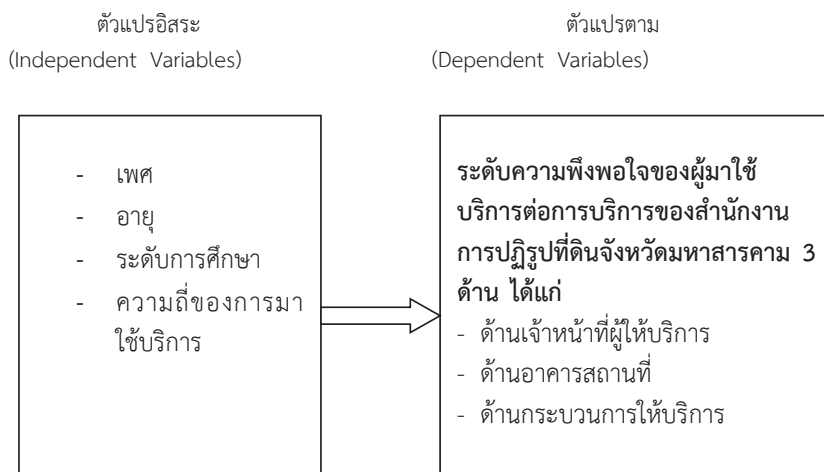 ตัวแปรอิสระ
(Independent Variables)
ตัวแปรตาม
(Dependent Variables)
- เพศ
- อายุ
- ระดับการศึกษา
- ความถี่ของการมา
ใช้บริการ
ระดับความพึงพอใจของผู้มาใช้
บริการต่อการบริการของสำนักงาน
การปฏิรูปที่ดินจังหวัดมหาสารคาม 3
ด้าน ได้แก่
- ด้านเจ้าหน้าที่ผู้ให้บริการ
- ด้านอาคารสถานที่
- ด้านกระบวนการให้บริการ